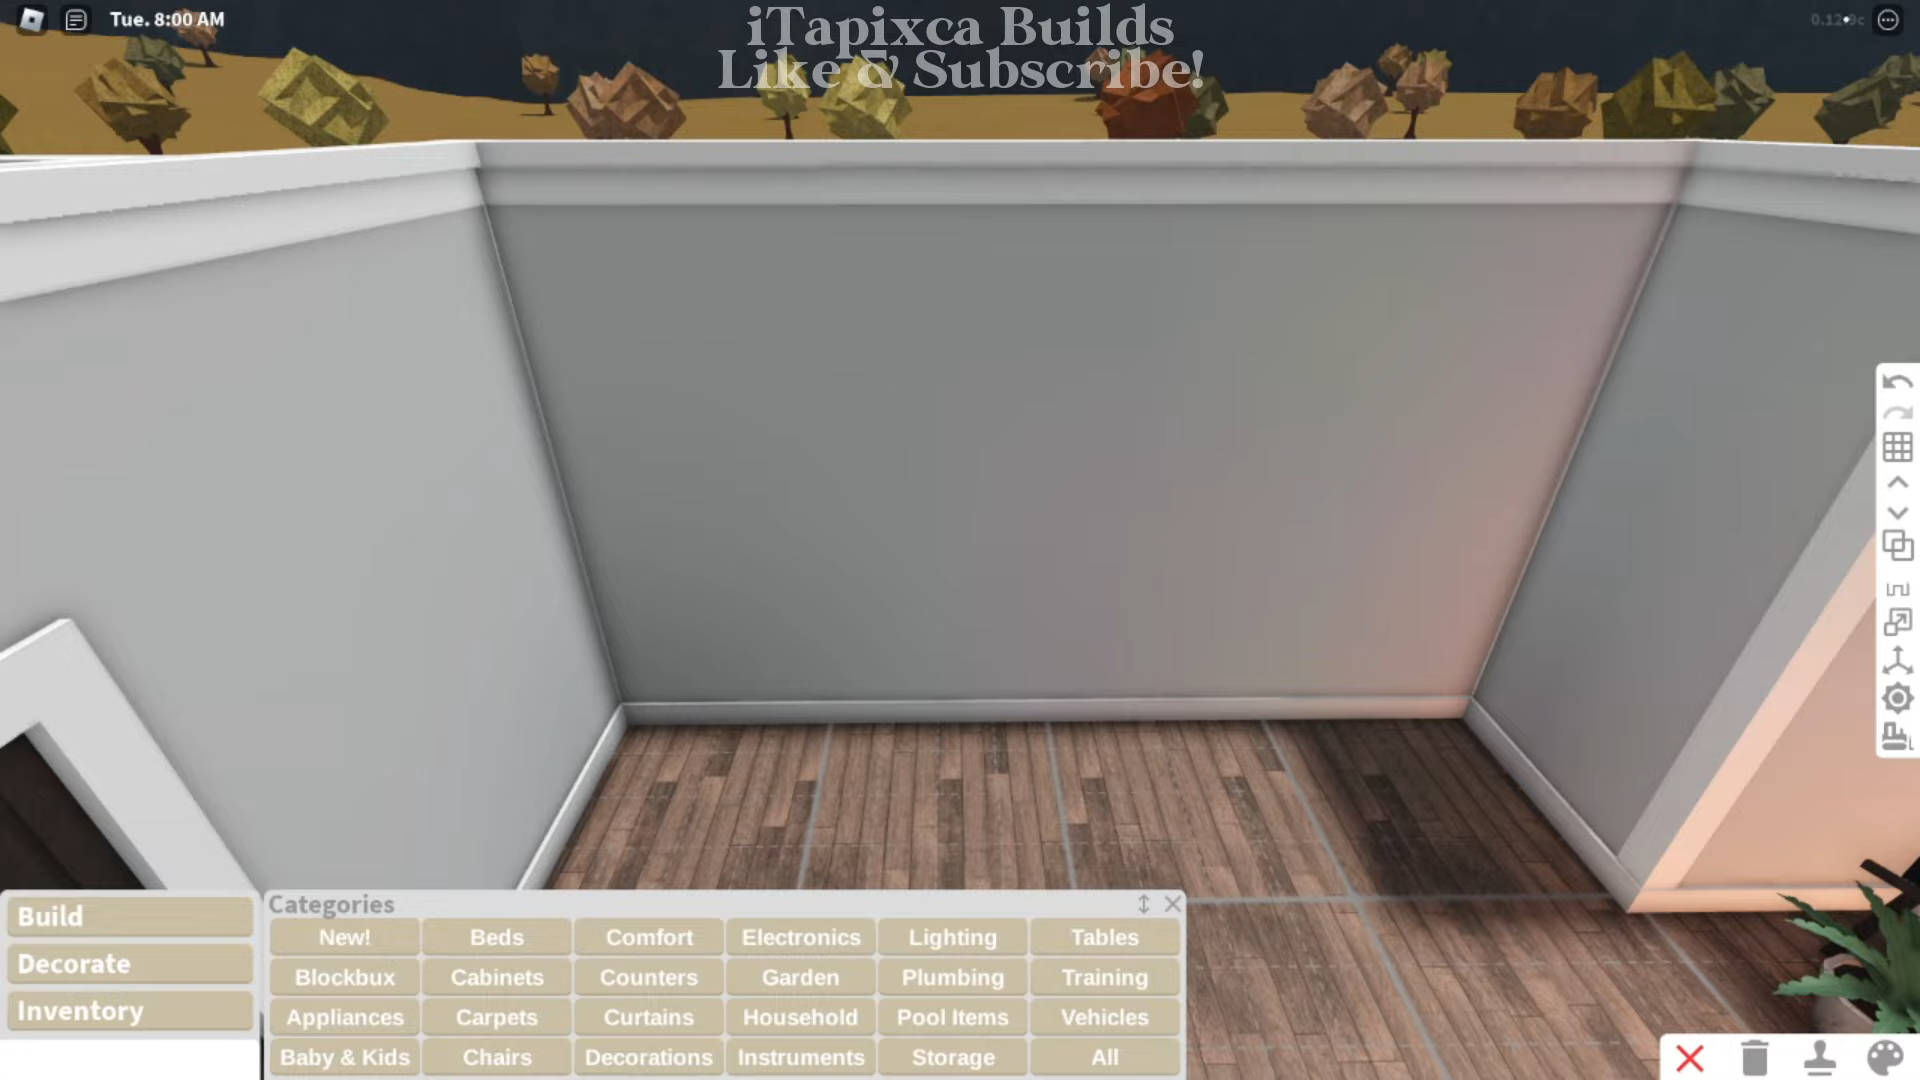 Tue. 8:00 AM
iTapixca Builds
Like & Subscribe!
Build
Decorate
Inventory
Categories
New! Beds Comfort Electronics Lighting Tables
Blockbux Cabinets Counters Garden Plumbing Training
Appliances Carpets Curtains Household Pool Items Vehicles
Baby & Kids Chairs Decorations Instruments Storage All